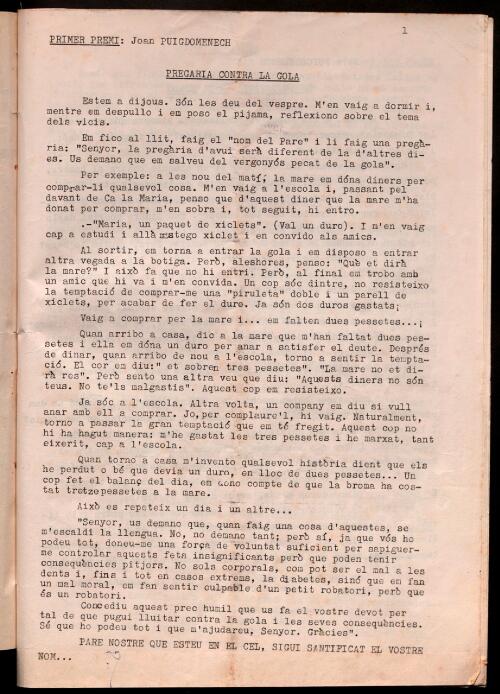 1
PRIMER PREMI: Joan PUIGDOMENECH
PREGARIA CONTRA LA GOLA
Estem a dijous. Són les deu del vespre. M'en vaig a dormir i,
mentre em despullo i em poso el pijama, reflexiono sobre el tema
dels vicis.
Em fico al llit, faig el "nom del Pare" i li faig una pregà-
ria: "Senyor, la pregària d'avui serà diferent de la d'altres di-
es. Us demano que em salveu del vergonyós pecat de la gola".
Per exemple: a les nou del matí, la mare em dóna diners per
comprar-li qualsevol cosa. M'en vaig a l'escola i, passant pel
davant de Ca la Maria, penso que d'aquest diner que la mare m'ha
donat per comprar, m'en sobra i, tot seguit, hi entro.
.-"Maria, un paquet de xiclets". (Val un duro). I m'en vaig
cap a estudi i allà mstego xiclet i en convido als amics.
Al sortir, em torna a entrar la gola i em disposo a entrar
altra vegada a la botiga. Però, aleshores, penso: "Què et dirà
la mare?" I això fa que no hi entri. Però, al final em trobo amb
un amic que hi va i m'en convida. Un cop sóc dintre, no resisteixo
la temptació de comprar-me una "piruleta" doble i un parell de
xiclets, per acabar de fer el duro. Ja són dos duros gastats;
Vaig a comprar per la mare i... em falten dues pessetes...;
Quan arribo a casa, dic a la mare que m'han faltat dues pes-
setes i ella em dóna un duro per anar a satisfer el deute. Després
de dinar, quan arribo de nou a l'escola, torno a sentir la tempta-
ció. El cor em diu:" et sobren tres pessetes". "La mare no et di-
rà res". Però sento una altra veu que diu: "Aquests diners no són
teus. No te'ls malgastis". Aquest cop em resisteixo.
Ja sóc a l'escola. Altra volta, un company em diu si vull
anar amb ell a comprar. Jo,per complaure'l, hi vaig. Naturalment,
torno a passar la gran temptació que em té fregit. Aquest cop no
hi ha hagut manera: m'he gastat les tres pessetes i he marxat, tant
eixerit, cap a l'escola.
Quan torno a casa m'invento qualsevol història dient que els
he perdut o bé que devia un duro, en lloc de dues pessetes... Un
cop fet el balanç del dia, em dono compte de que la broma ha cos-
tat tretzepessetes a la mare.
Això es repeteix un dia i un altre...
"Senyor, us demano que, quan faig una cosa d'aquestes, se
m'escaldi la llengua. No, no demano tant; però sí, ja que vós ho
podeu tot, doneu-me una força de voluntat suficient per sapiguer-
me controlar aquests fets insignificants però que poden tenir
conseqüències pitjors. No sols corporals, com pot ser el mal a les
dents i, fins i tot en casos extrems, la diabetes, sinó que en fan
un mal moral, em fan sentir culpable d'un petit robatori, però que
és un robatori.
Concediu aquest prec humil que us fa el vostre devot per
tal de que pugui lluitar contra la gola i les seves conseqüències.
Sé que ho podeu tot i que m'ajudareu, Senyor. Gràcies".
PARE NOSTRE QUE ESTEU EN EL CEL, SIGUI SANTIFICAT EL VOSTRE
NOM...